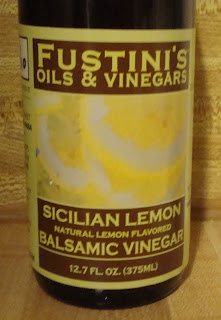 FUSTINI'S
OILS & VINEGARS
SICILIAN LEMON
NATURAL LEMON FLAVORED
BALSAMIC VINEGAR
12.7 FL. OZ. (375ML)